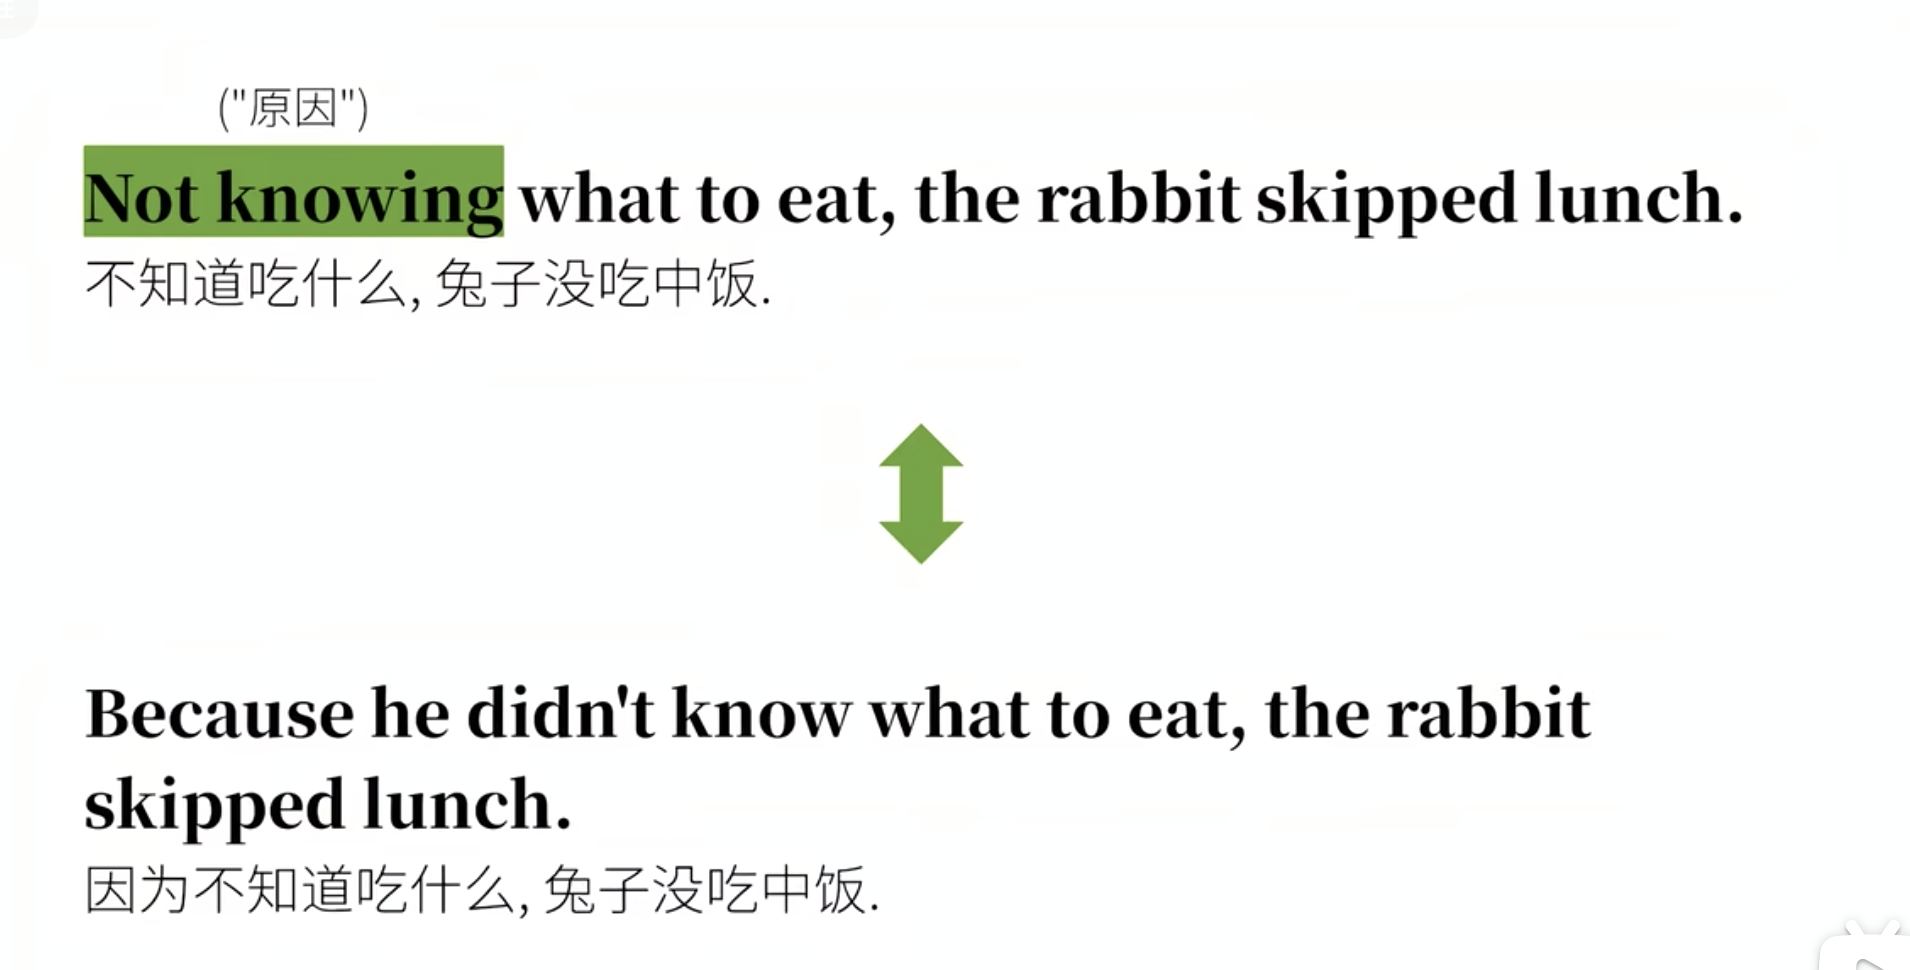 ("原因")
Not knowing what to eat, the rabbit skipped lunch.
不知道吃什么, 兔子没吃中饭.
Because he didn't know what to eat, the rabbit
skipped lunch.
因为不知道吃什么, 兔子没吃中饭.